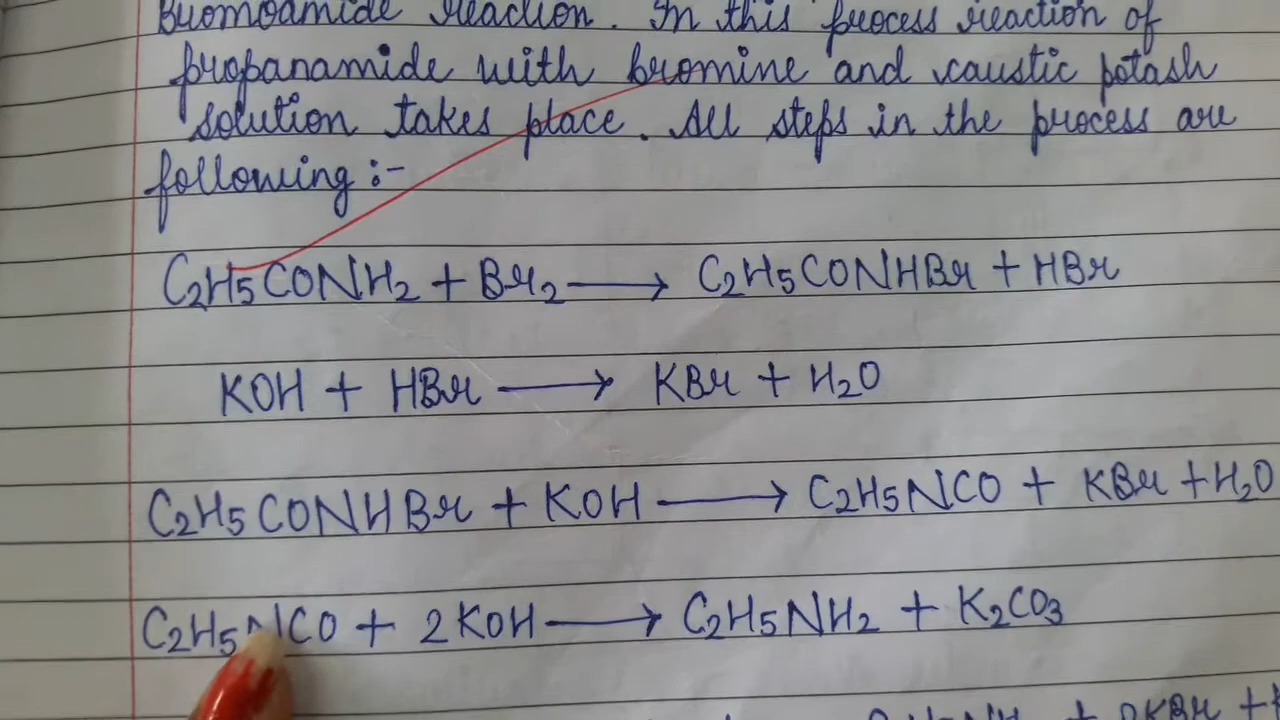 Bromoamide reaction. In this process reaction of
propanamide with bromine and caustic potash
solution takes place. All steps in the process are
following :-
C2H5CONH2 + Br2 ⟶ C2H5CONHBr + HBr
KOH + HBr ⟶ KBr + H2O
C2H5CONHBr + KOH ⟶ C2H5NCO + KBr + H2O
C2H5NCO + 2KOH ⟶ C2H5NH2 + K2CO3